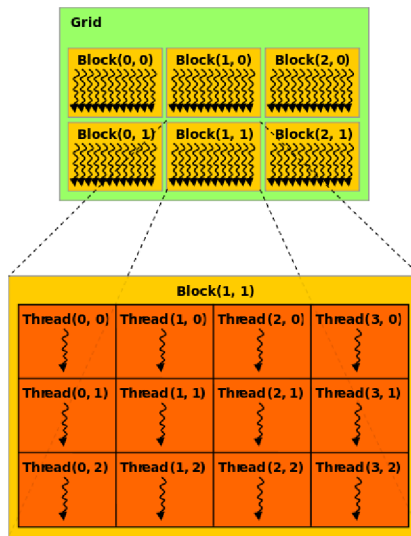 Grid
Block(0, 0) Block(1, 0) Block(2, 0)
Block(0, 1) Block(1, 1) Block(2, 1)
Block(1, 1)
Thread(0, 0) Thread(1, 0) Thread(2, 0) Thread(3, 0)
Thread(0, 1) Thread(1, 1) Thread(2, 1) Thread(3, 1)
Thread(0, 2) Thread(1, 2) Thread(2, 2) Thread(3, 2)